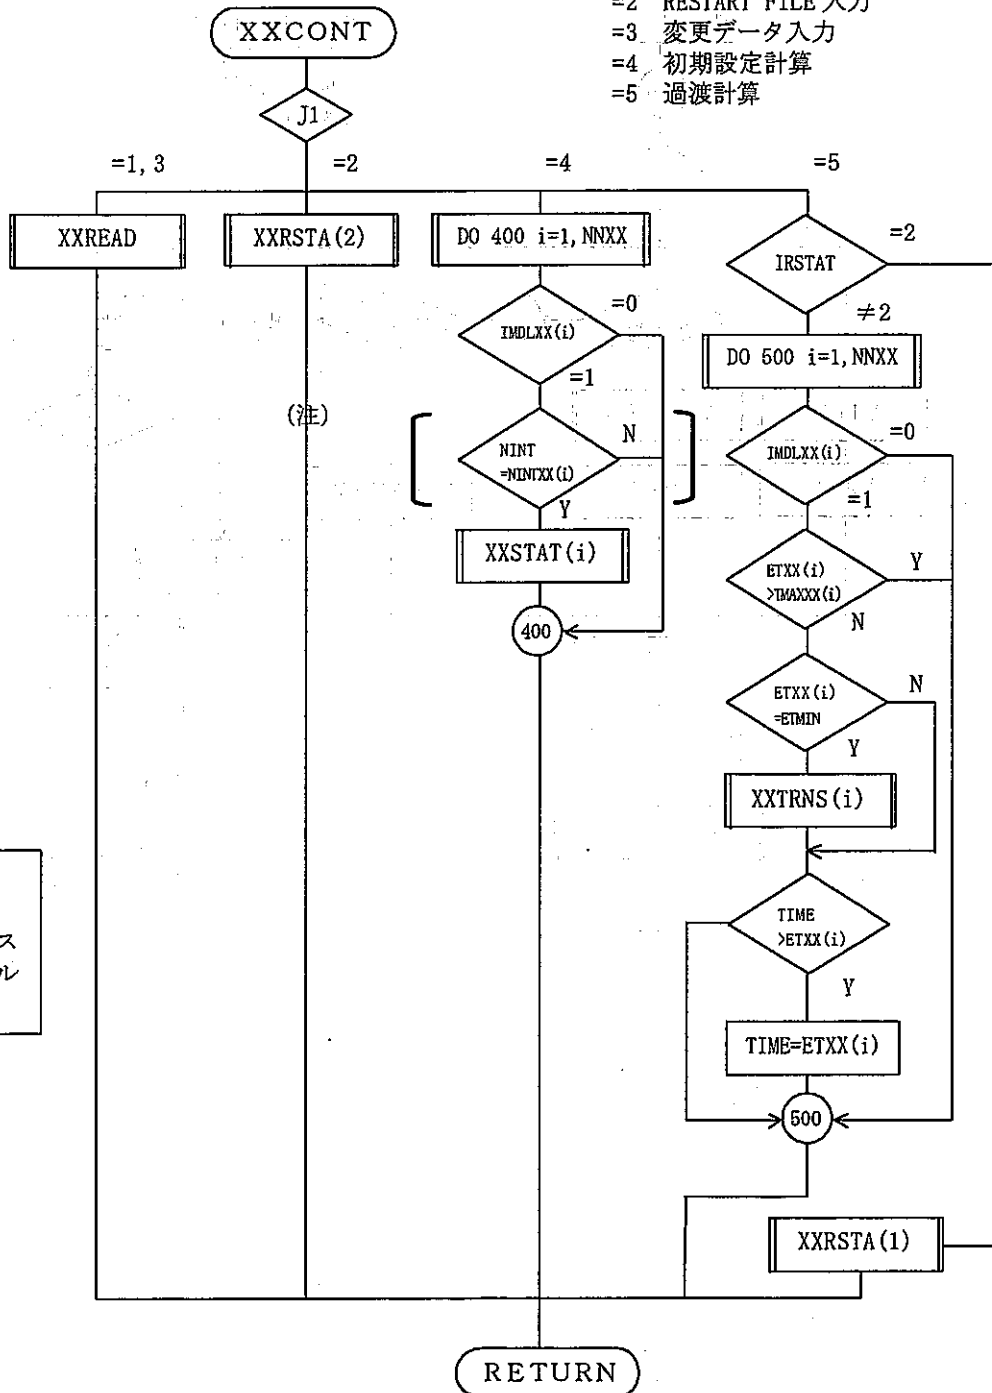 =2 RESTART FILE 入力
=3 変更データ入力
=4 初期設定計算
=5 過渡計算
XXCONT
J1
=1, 3
=2
=4
=5
XXREAD
XXRSTA(2)
DO 400 i=1, NNXX
IRSTAT
=2
≠2
IMDLXX(i)
=0
=1
DO 500 i=1, NNXX
(注)
NINT
=NINTXX(i)
N
Y
IMDLXX(i)
=0
=1
XXSTAT(i)
ETXX(i)
>TMAXXX(i)
Y
N
400
ETXX(i)
=ETMIN
N
Y
XXTRNS(i)
TIME
>ETXX(i)
Y
ス
ル
TIME=ETXX(i)
500
XXRSTA(1)
RETURN